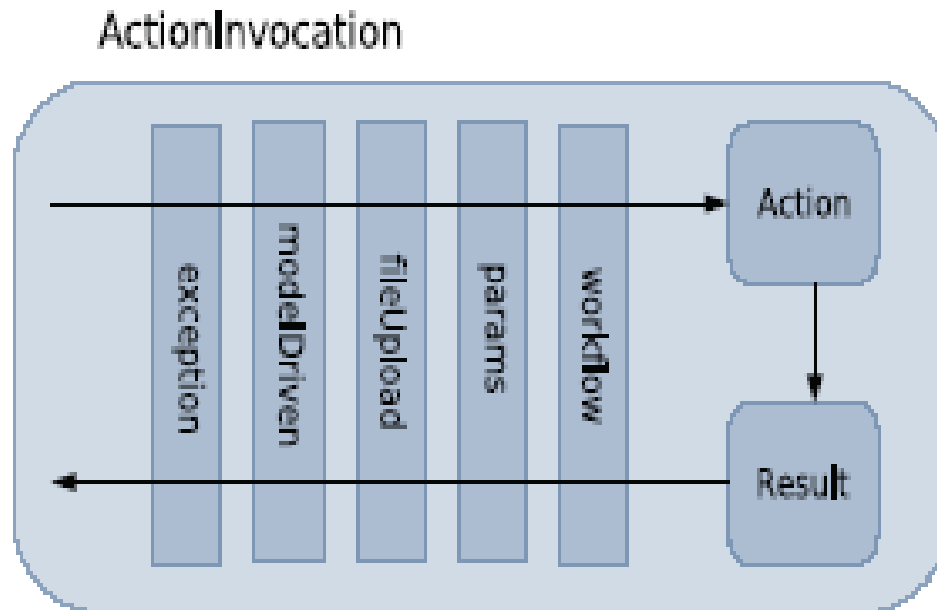 ActionInvocation
exception
modelDriven
fileUpload
params
workflow
Action
Result